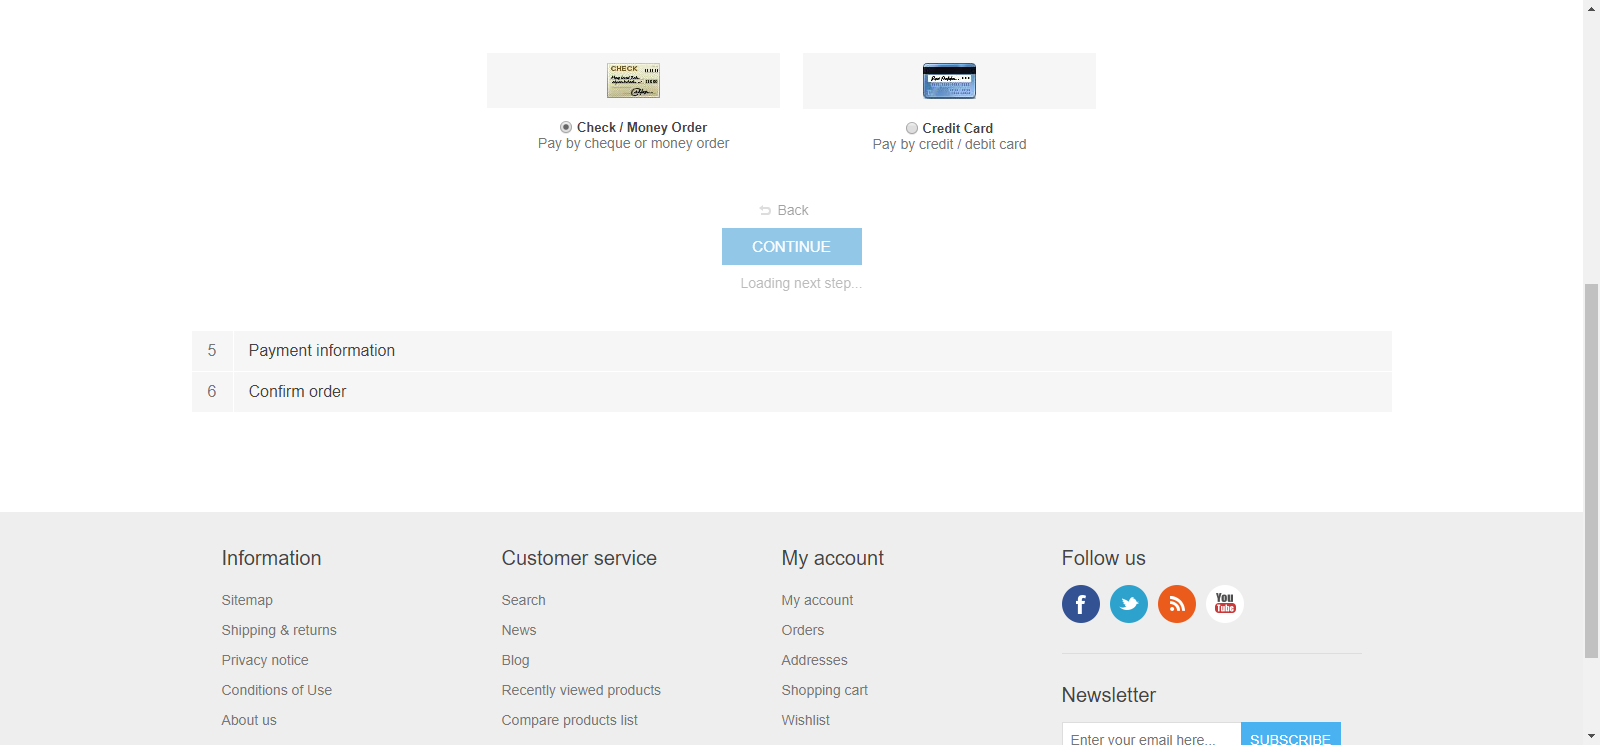 CHECK
Check / Money Order
Pay by cheque or money order
Credit Card
Pay by credit / debit card
Back
CONTINUE
Loading next step...
5 Payment information
6 Confirm order
Information
Sitemap
Shipping & returns
Privacy notice
Conditions of Use
About us
Customer service
Search
News
Blog
Recently viewed products
Compare products list
My account
My account
Orders
Addresses
Shopping cart
Wishlist
Follow us
You
Tube
Newsletter
Enter your email here...
SUBSCRIBE